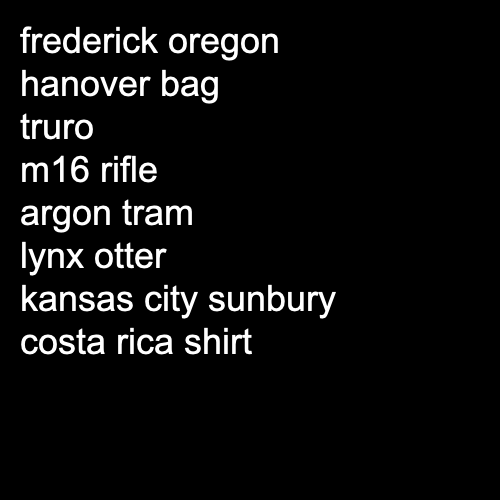 frederick oregon
hanover bag
truro
m16 rifle
argon tram
lynx otter
kansas city sunbury
costa rica shirt